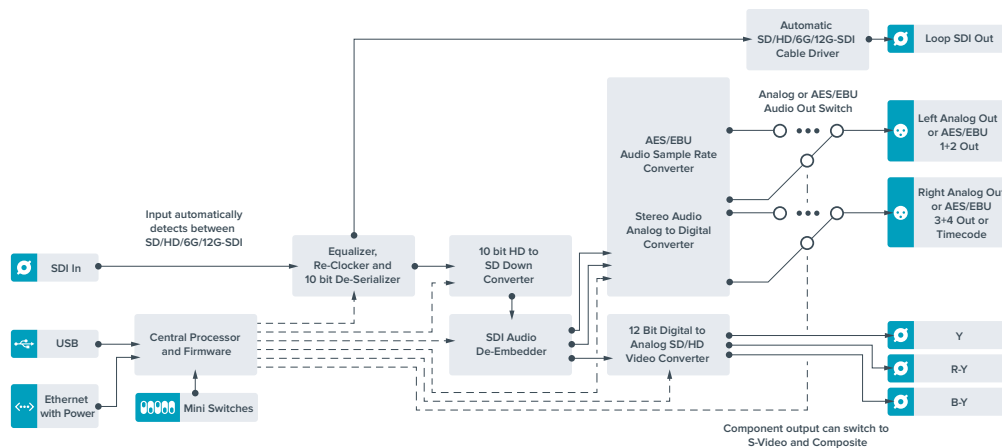 Automatic
SD/HD/6G/12G-SDI
Cable Driver
Loop SDI Out
Analog or AES/EBU
Audio Out Switch
Left Analog Out
or AES/EBU
1+2 Out
AES/EBU
Audio Sample Rate
Converter
Right Analog Out
or AES/EBU
3+4 Out or
Timecode
Stereo Audio
Analog to Digital
Converter
Input automatically
detects between
SD/HD/6G/12G-SDI
SDI In
Equalizer,
Re-Clocker and
10 bit De-Serializer
10 bit HD to
SD Down
Converter
USB
Central Processor
and Firmware
SDI Audio
De-Embedder
12 Bit Digital to
Analog SD/HD
Video Converter
Y
R-Y
B-Y
Ethernet
with Power
Mini Switches
Component output can switch to
S-Video and Composite